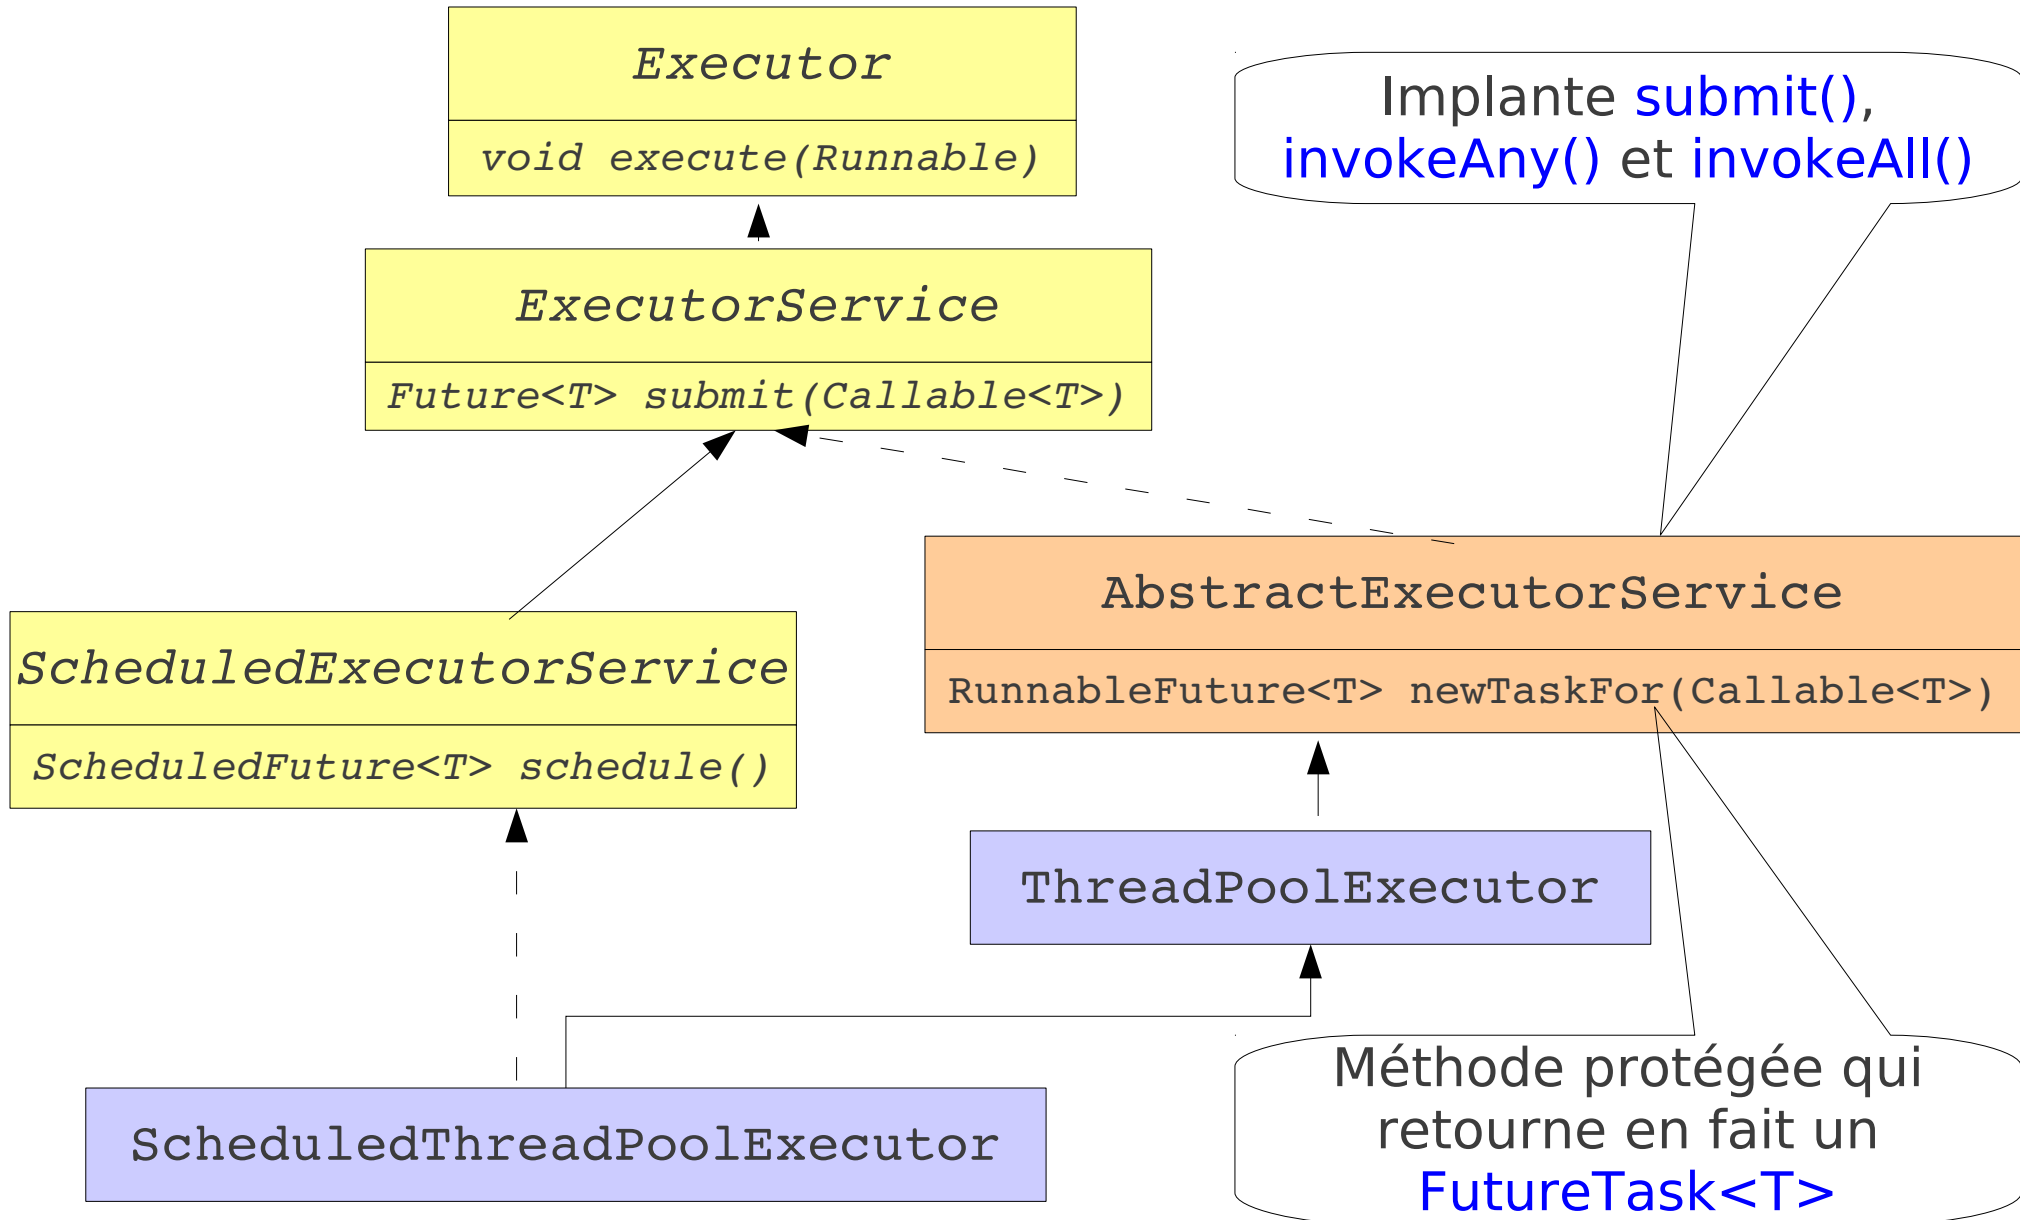 Executor
void execute(Runnable)
Implante submit(),
invokeAny() et invokeAll()
ExecutorService
Future<T> submit(Callable<T>)
AbstractExecutorService
RunnableFuture<T> newTaskFor(Callable<T>)
ScheduledExecutorService
ScheduledFuture<T> schedule()
ThreadPoolExecutor
ScheduledThreadPoolExecutor
Méthode protégée qui
retourne en fait un
FutureTask<T>